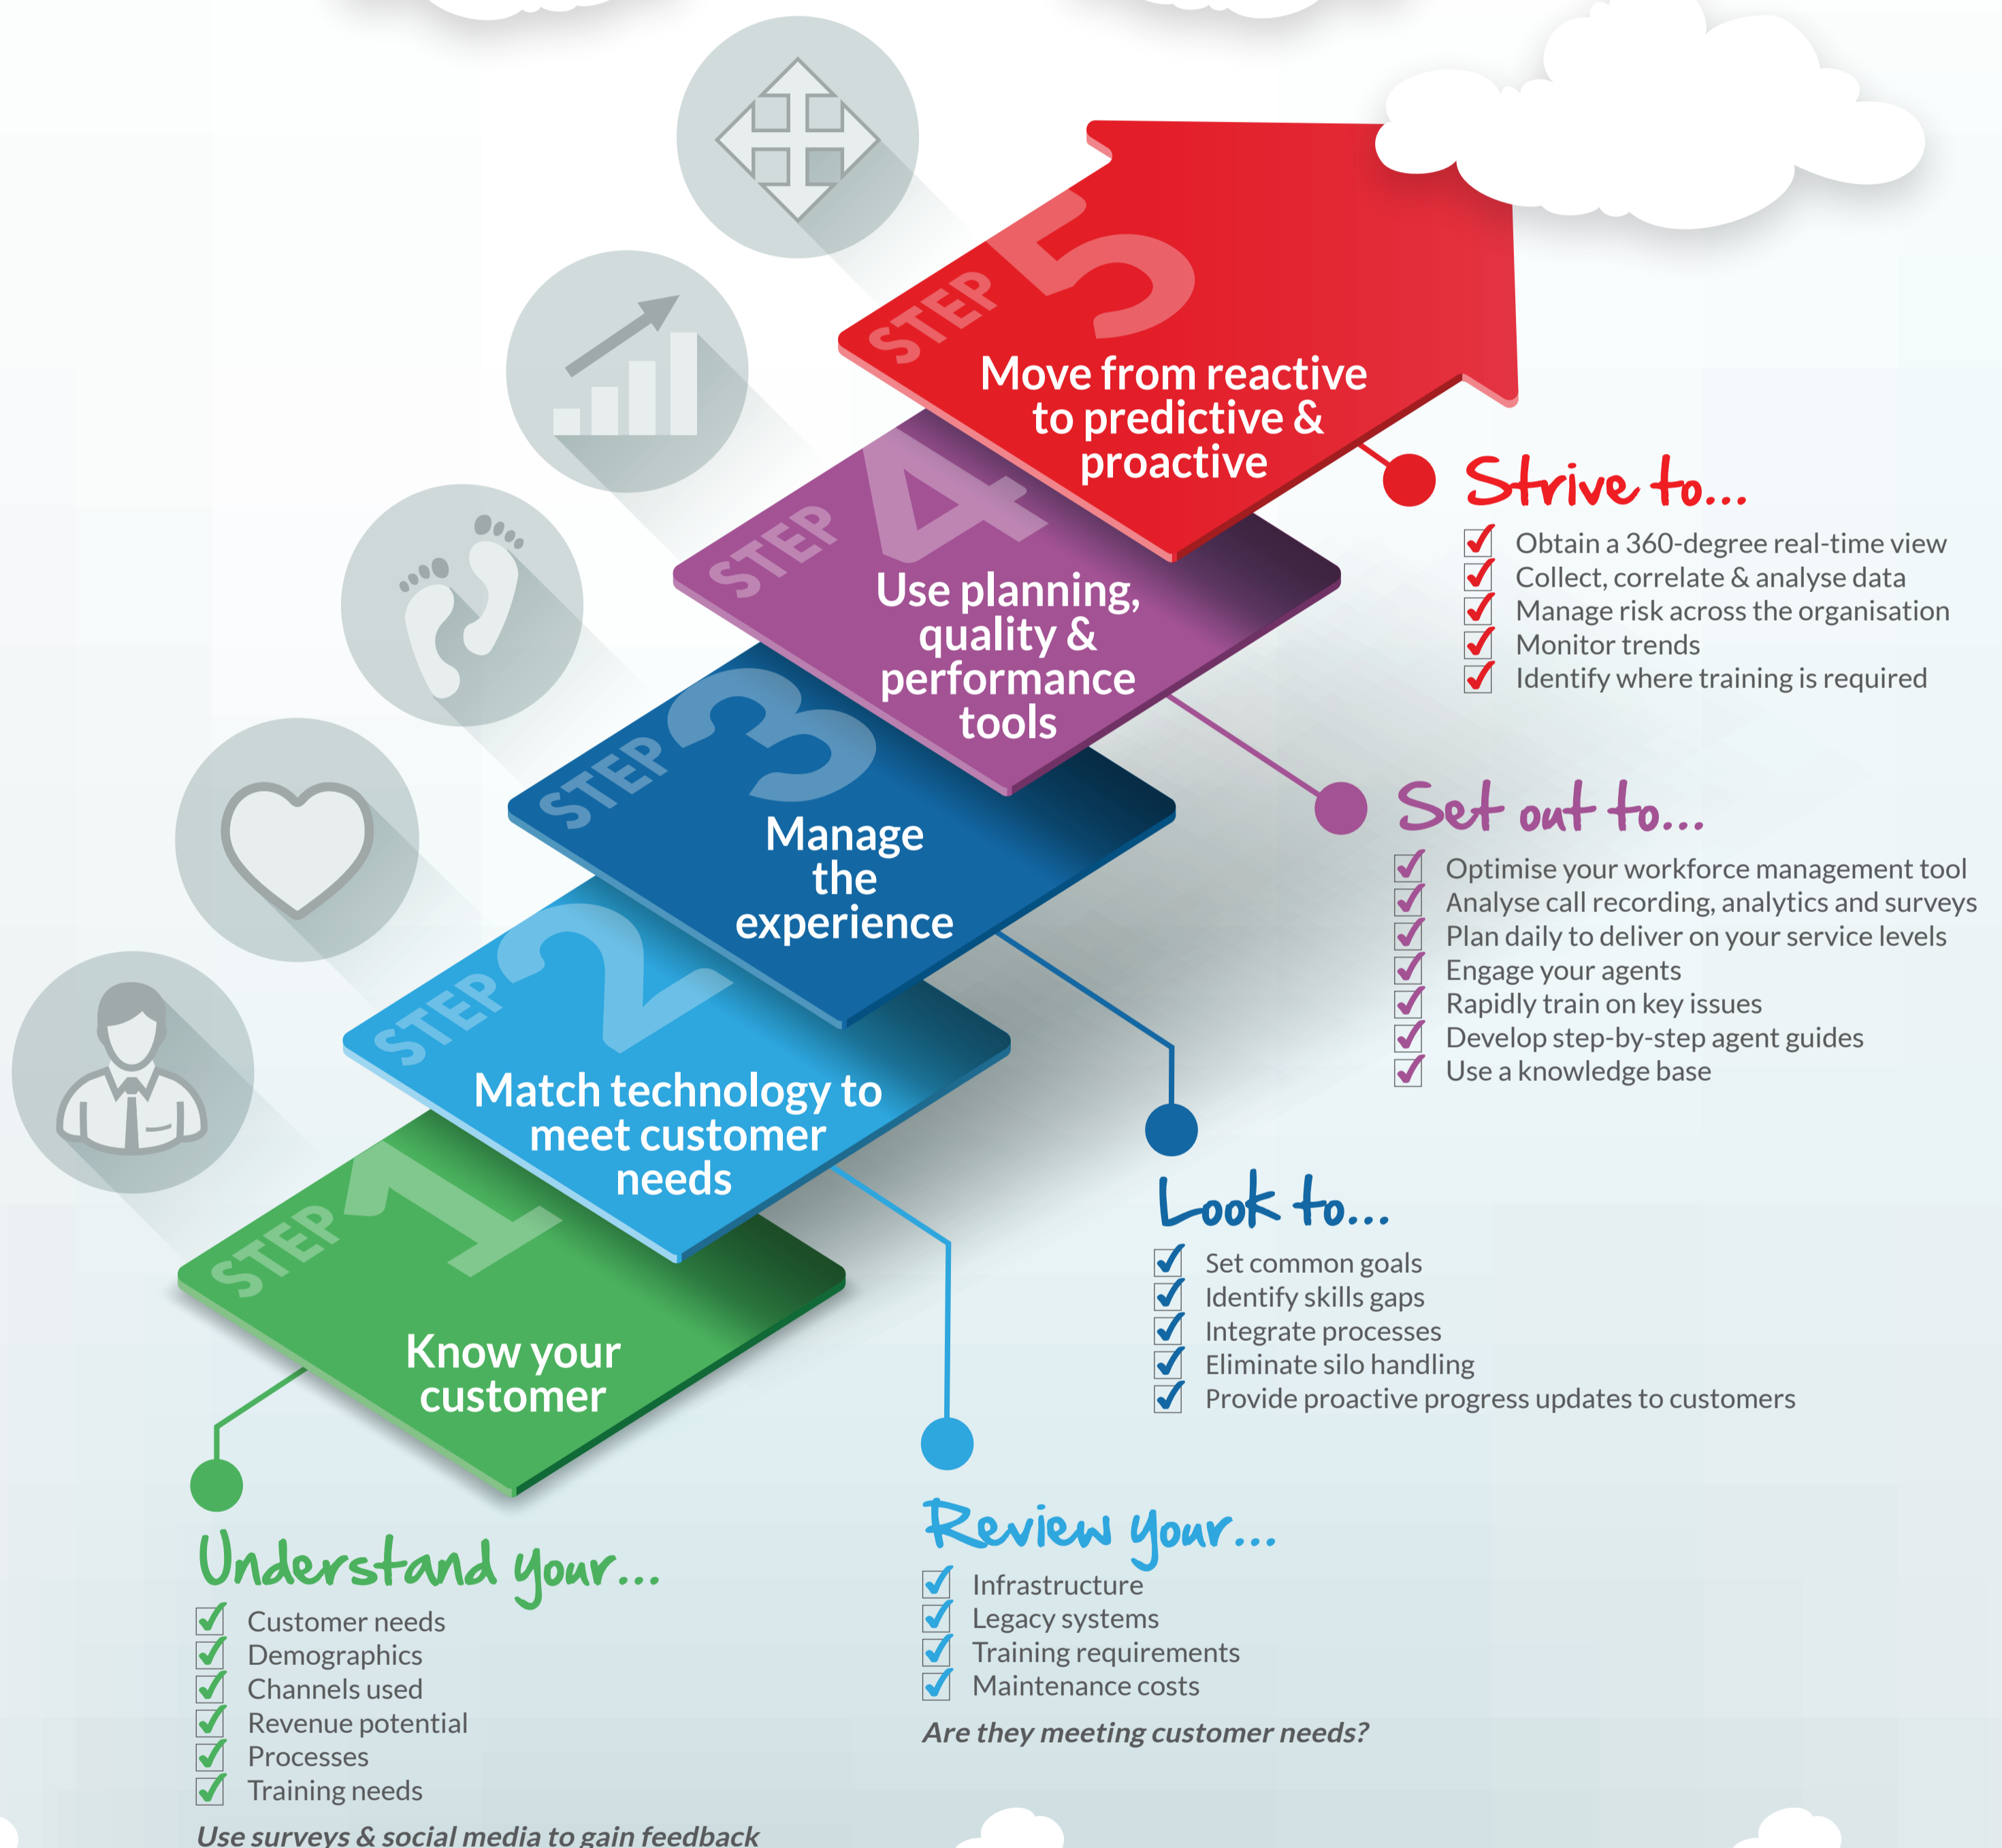 STEP 5
Move from reactive
to predictive &
proactive
Strive to...
Obtain a 360-degree real-time view
Collect, correlate & analyse data
Manage risk across the organisation
Monitor trends
Identify where training is required
STEP 4
Use planning,
quality &
performance
tools
Set out to...
Optimise your workforce management tool
Analyse call recording, analytics and surveys
Plan daily to deliver on your service levels
Engage your agents
Rapidly train on key issues
Develop step-by-step agent guides
Use a knowledge base
STEP 3
Manage
the
experience
Look to...
Set common goals
Identify skills gaps
Integrate processes
Eliminate silo handling
Provide proactive progress updates to customers
STEP 2
Match technology to
meet customer
needs
Review your...
Infrastructure
Legacy systems
Training requirements
Maintenance costs
Are they meeting customer needs?
STEP 1
Know your
customer
Understand your...
Customer needs
Demographics
Channels used
Revenue potential
Processes
Training needs
Use surveys & social media to gain feedback